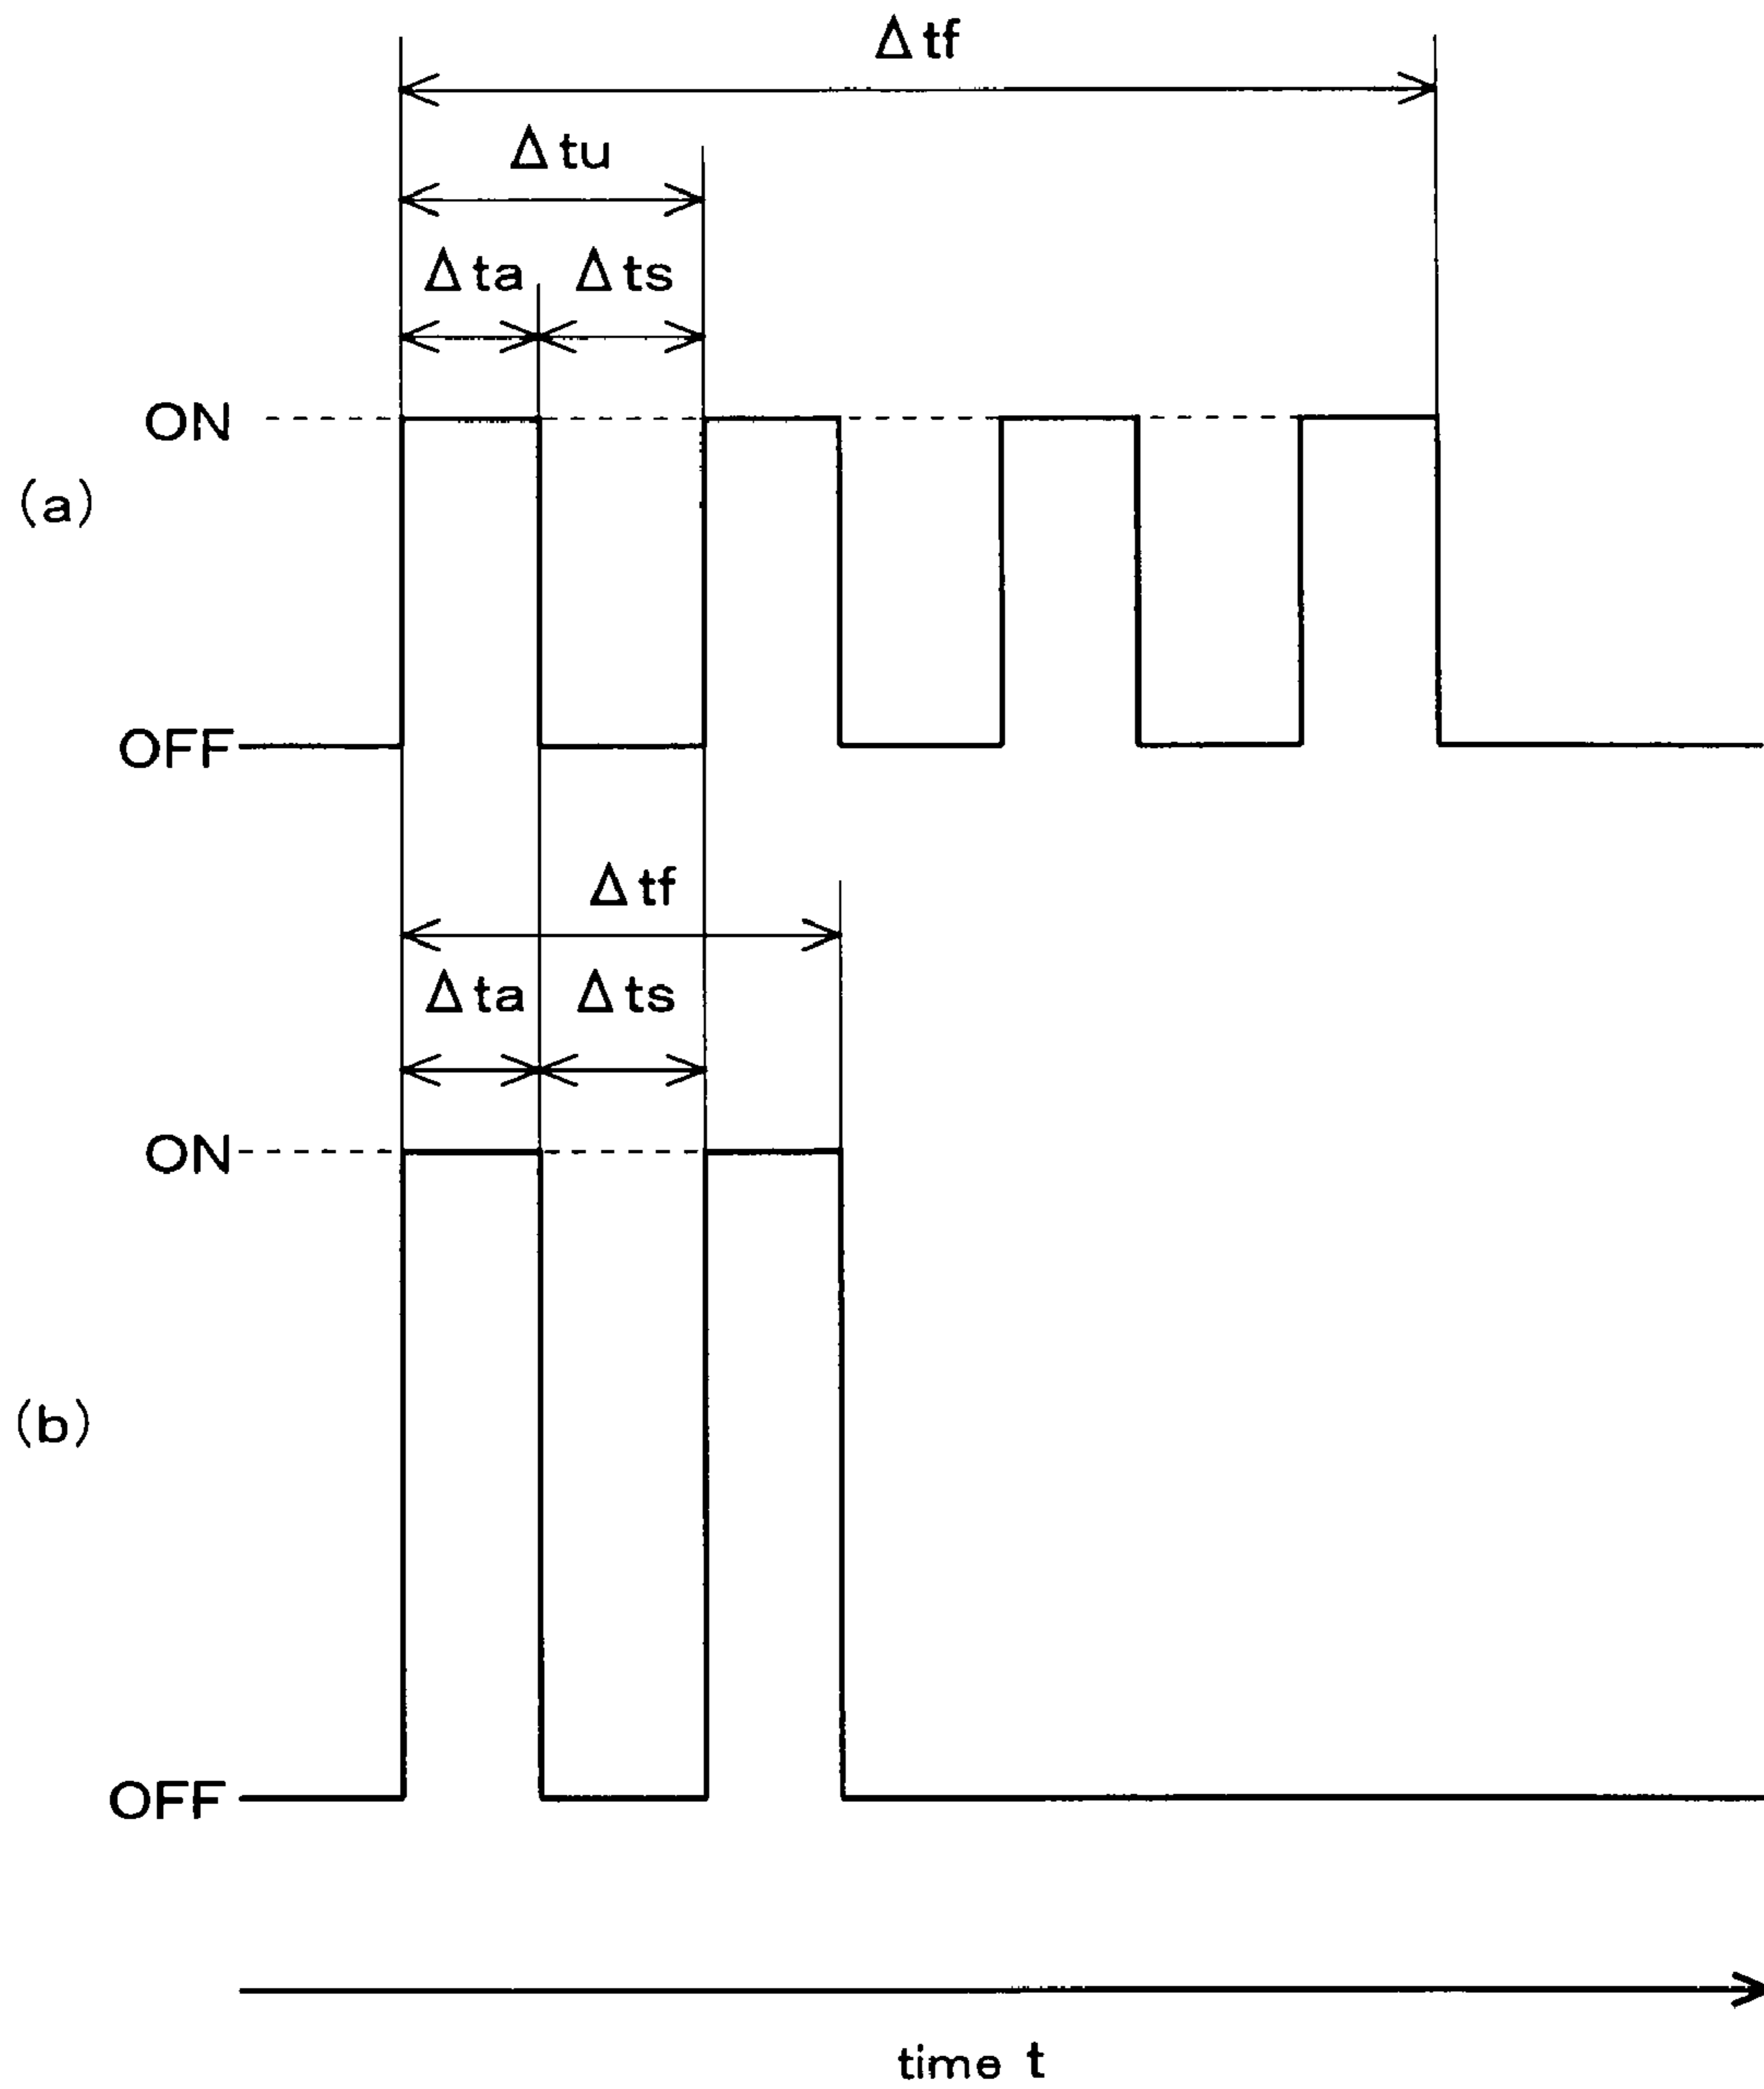 Δtf
Δtu
Δta Δts
ON
(a)
OFF
Δtf
Δta Δts
ON
(b)
OFF
time t